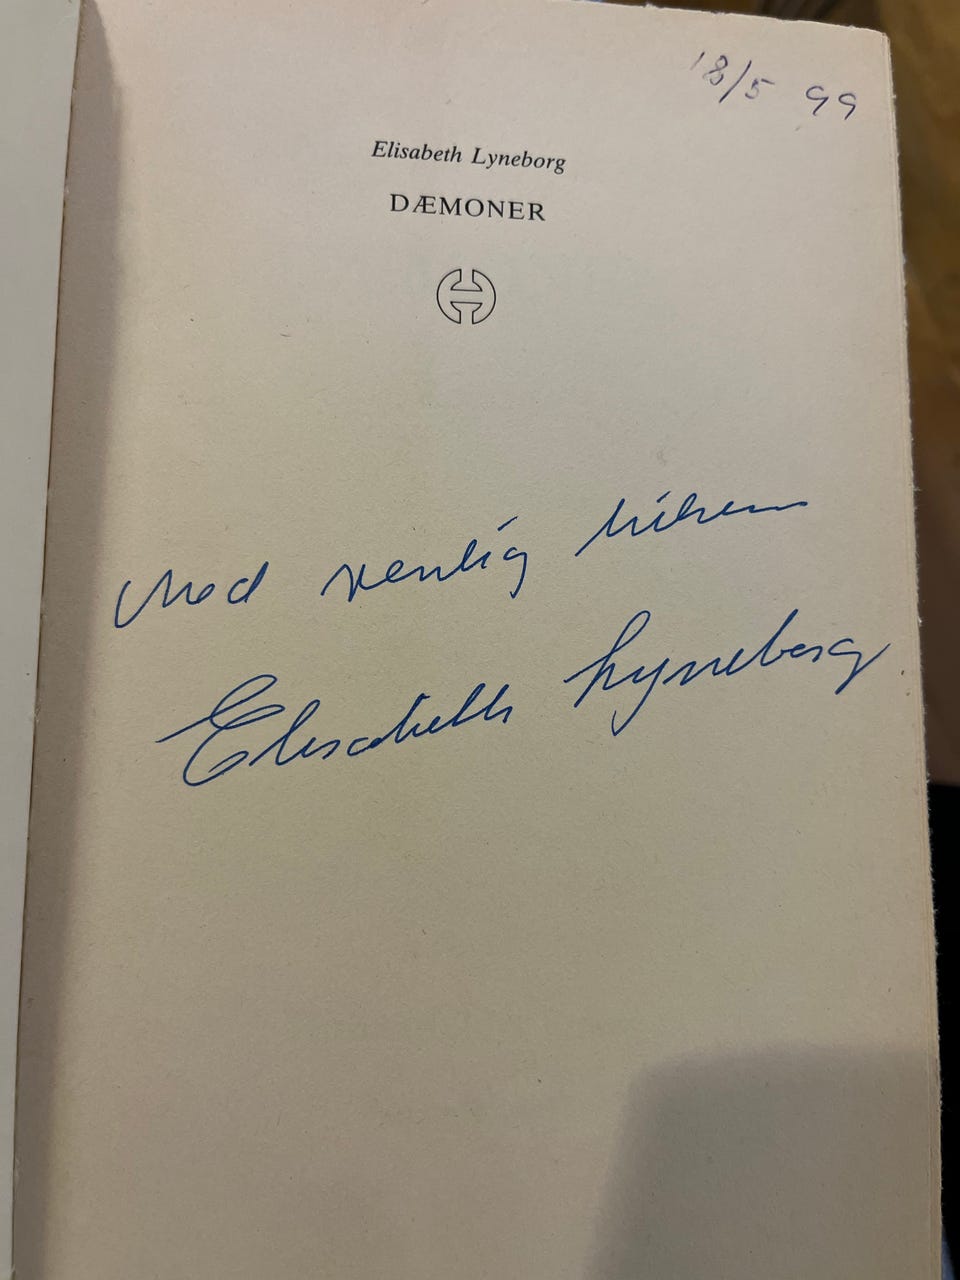 18/5 99
Elisabeth Lyneborg
DÆMONER
Med venlig hilsen
Elisabeth Lyneborg